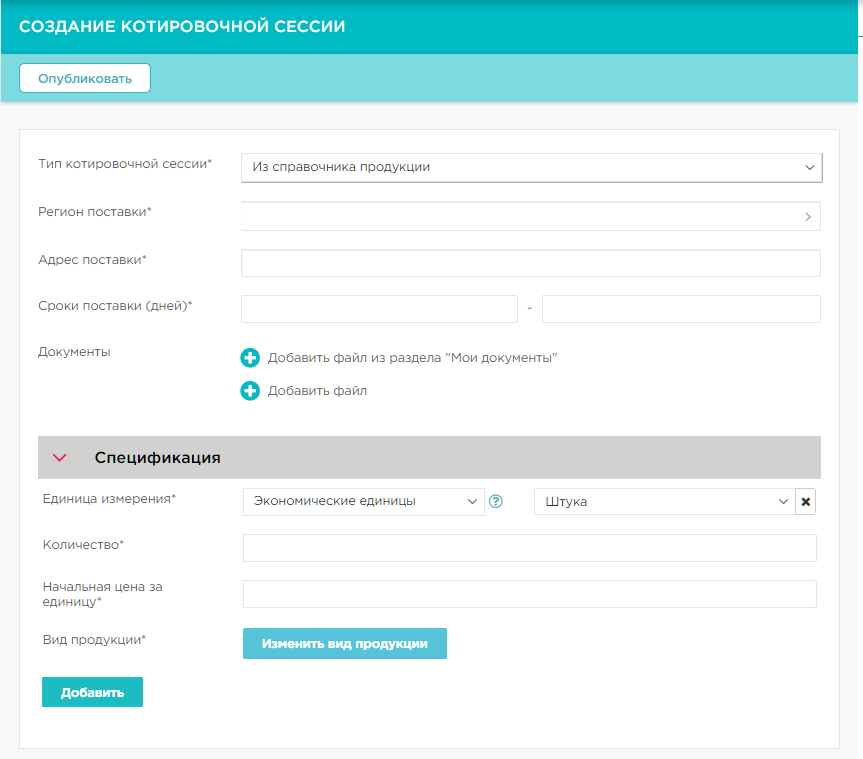 СОЗДАНИЕ КОТИРОВОЧНОЙ СЕССИИ
Опубликовать
Тип котировочной сессии*
Из справочника продукции
Регион поставки*
Адрес поставки*
Сроки поставки (дней)*
-
Документы
Добавить файл из раздела "Мои документы"
Добавить файл
Спецификация
Единица измерения*
Экономические единицы
?
Штука
Количество*
Начальная цена за
единицу*
Вид продукции*
Изменить вид продукции
Добавить